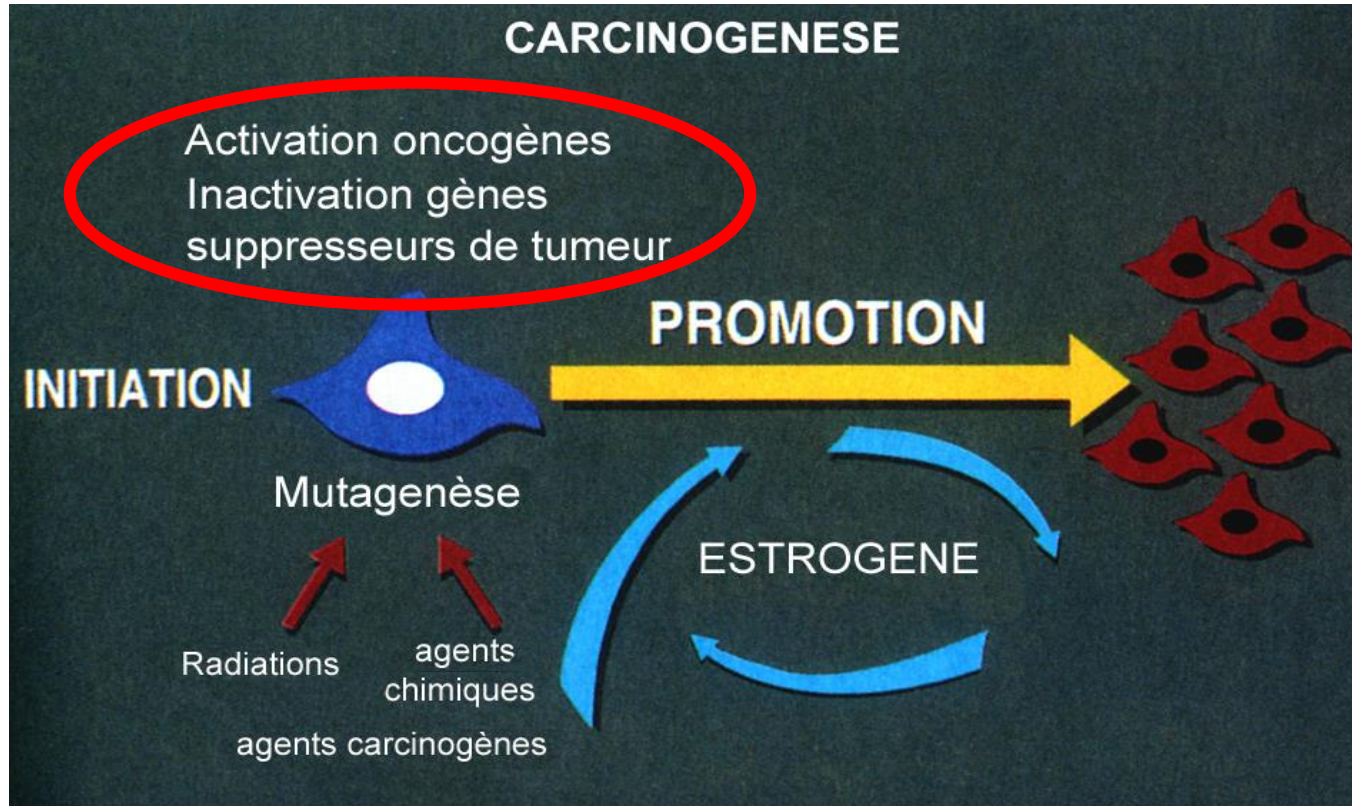 CARCINOGENESE
Activation oncogènes
Inactivation gènes
suppresseurs de tumeur
PROMOTION
INITIATION
Mutagenèse
ESTROGENE
Radiations
agents
chimiques
agents carcinogènes